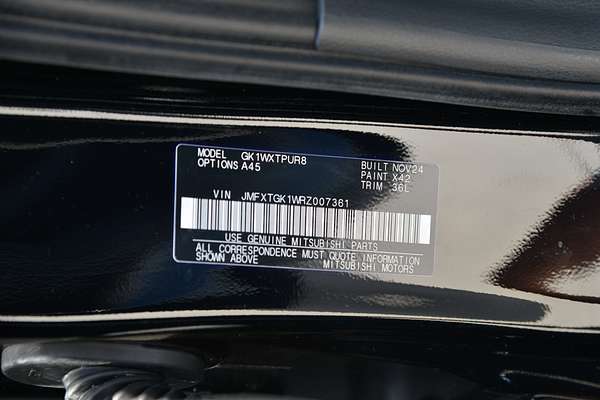 MODEL GK1WXTPUR8
OPTIONS A45
BUILT NOV24
PAINT X42
TRIM 36L
VIN JMFXTGK1WRZ007361
USE GENUINE MITSUBISHI PARTS
ALL CORRESPONDENCE MUST QUOTE INFORMATION
SHOWN ABOVE MITSUBISHI MOTORS